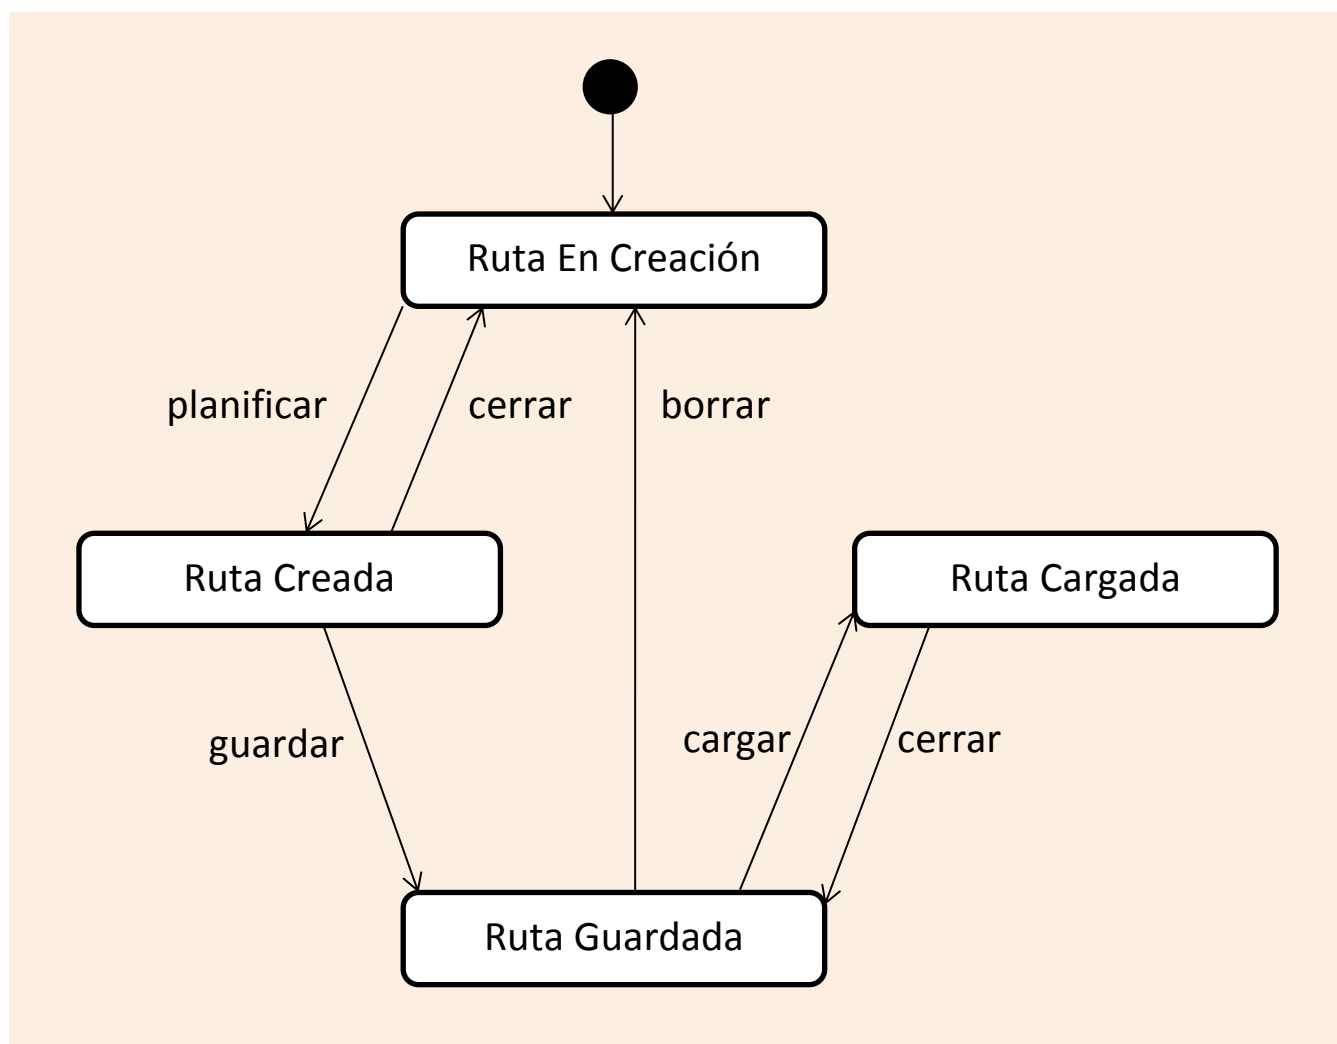 Ruta En Creación
planificar
cerrar
borrar
Ruta Creada
Ruta Cargada
guardar
cargar
cerrar
Ruta Guardada